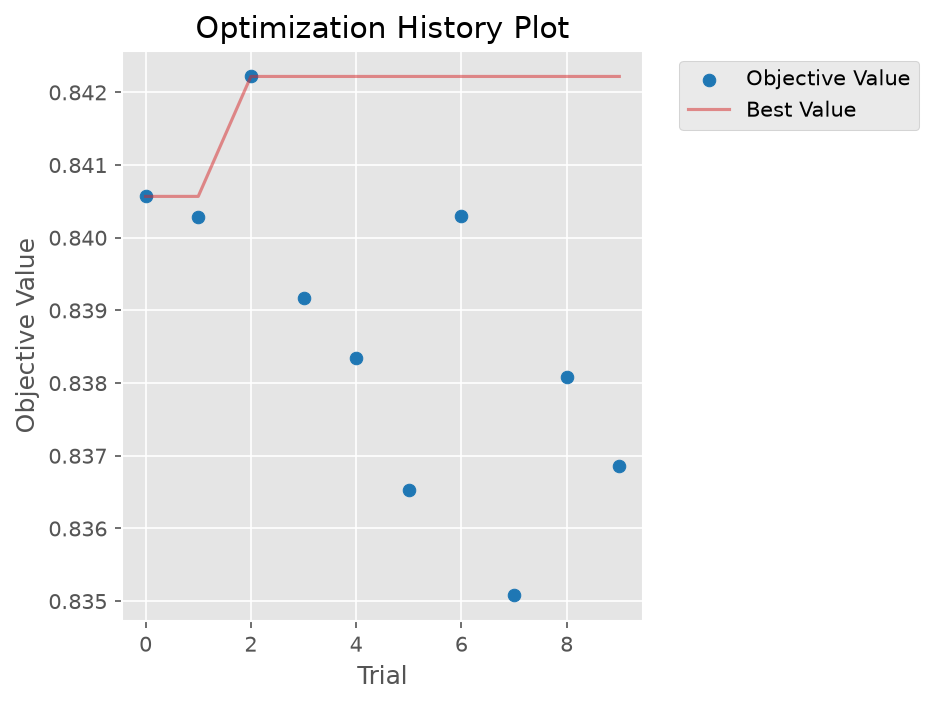 Optimization History Plot
Objective Value
Best Value
0.842
0.841
0.840
0.839
0.838
0.837
0.836
0.835
Objective Value
0 2 4 6 8
Trial